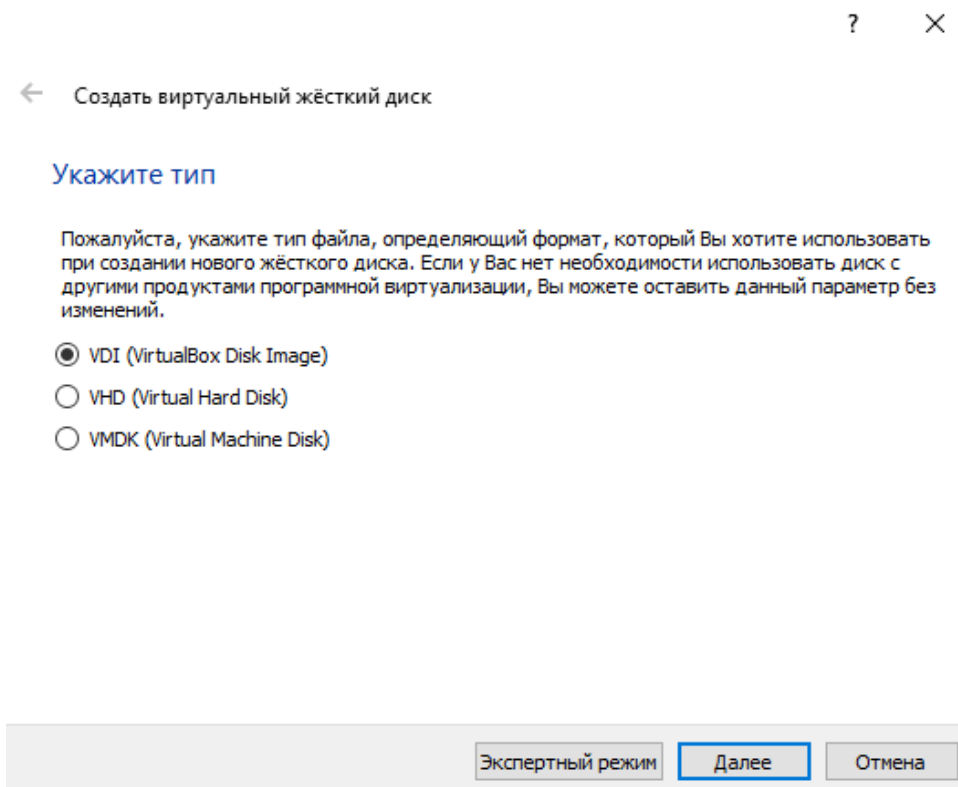 ?
Создать виртуальный жёсткий диск
Укажите тип
Пожалуйста, укажите тип файла, определяющий формат, который Вы хотите использовать
при создании нового жёсткого диска. Если у Вас нет необходимости использовать диск с
другими продуктами программной виртуализации, Вы можете оставить данный параметр без
изменений.
VDI (VirtualBox Disk Image)
VHD (Virtual Hard Disk)
VMDK (Virtual Machine Disk)
Экспертный режим Далее Отмена